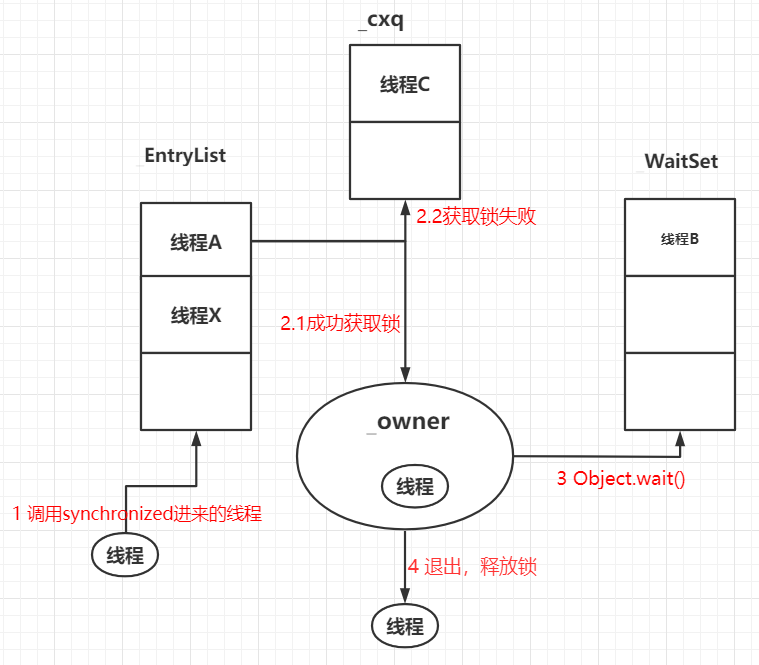 _cxq
线程C
_EntryList
_WaitSet
线程A
2.2获取锁失败
线程B
线程X
2.1成功获取锁
_owner
线程
3 Object.wait()
1 调用synchronized进来的线程
线程
4 退出，释放锁
线程